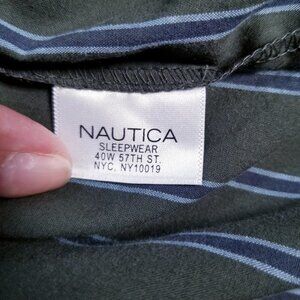 NAUTICA
SLEEPWEAR
40W 57TH ST.
NYC, NY10019